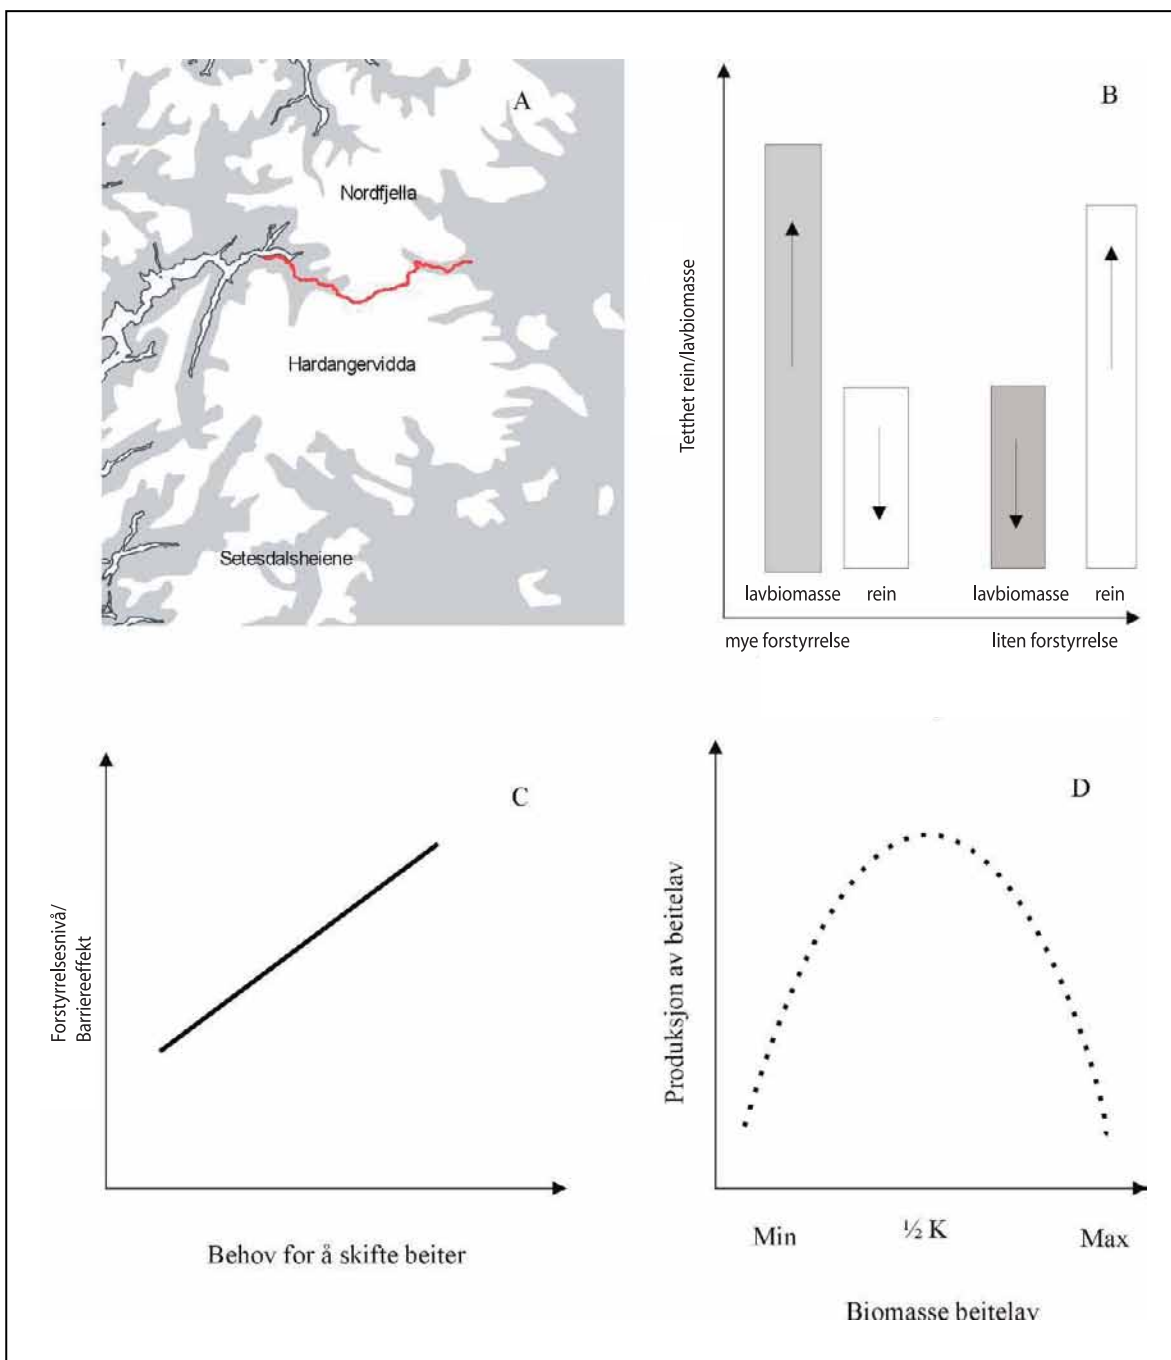 A
Nordfjella
Hardangervidda
Setesdalsheiene
B
Tetthet rein/lavbiomasse
lavbiomasse
rein
lavbiomasse
rein
mye forstyrrelse
liten forstyrrelse
C
Forstyrrelsesnivå/
Barriereeffekt
Behov for å skifte beiter
D
Produksjon av beitelav
Min
½ K
Max
Biomasse beitelav